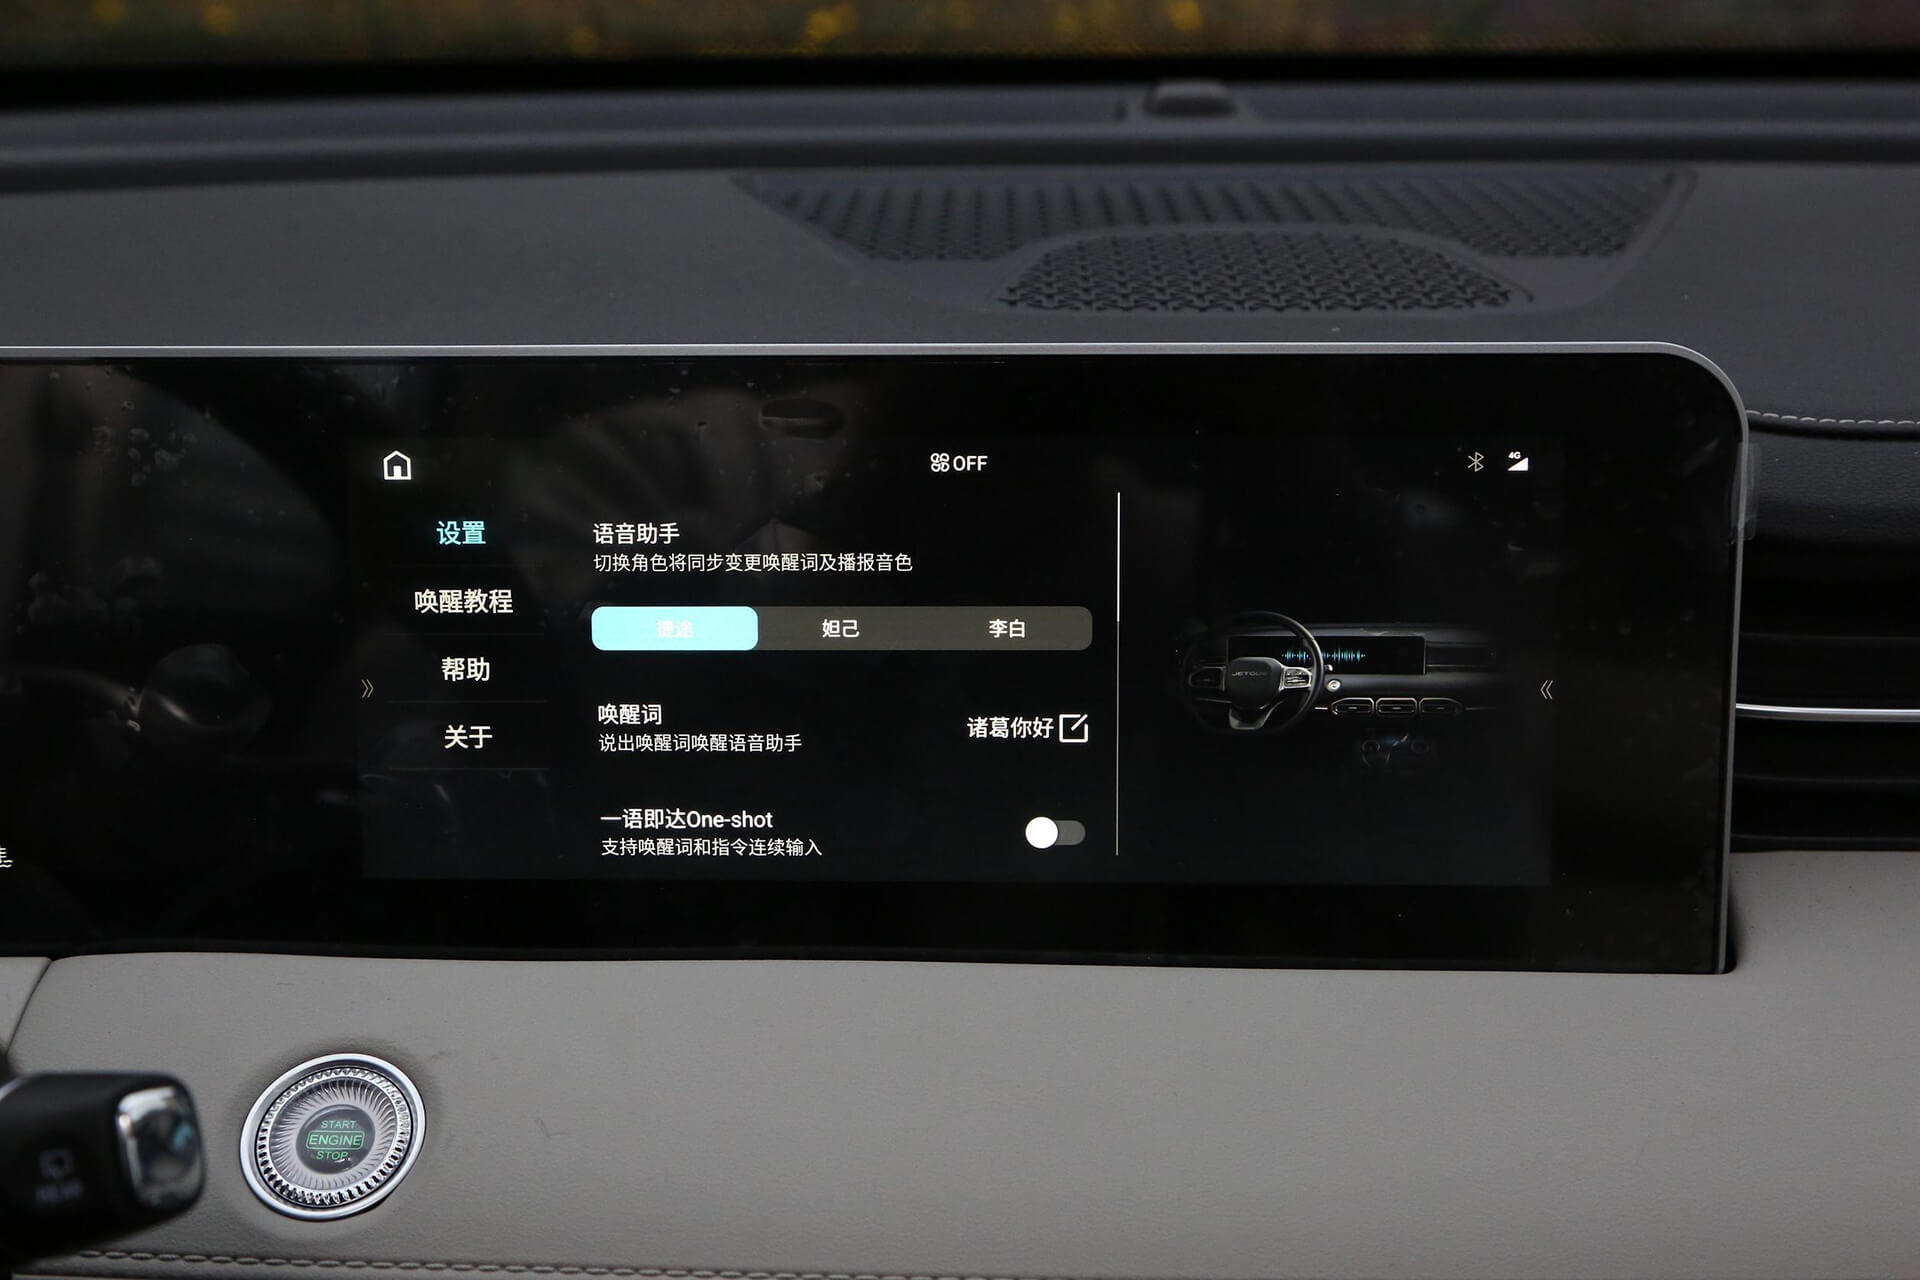 OFF
4G
设置
唤醒教程
帮助
关于
语音助手
切换角色将同步变更唤醒词及播报音色
捷途
妲己
李白
唤醒词
说出唤醒词唤醒语音助手
诸葛你好
一语即达One-shot
支持唤醒词和指令连续输入
JETOUR
START
ENGINE
STOP